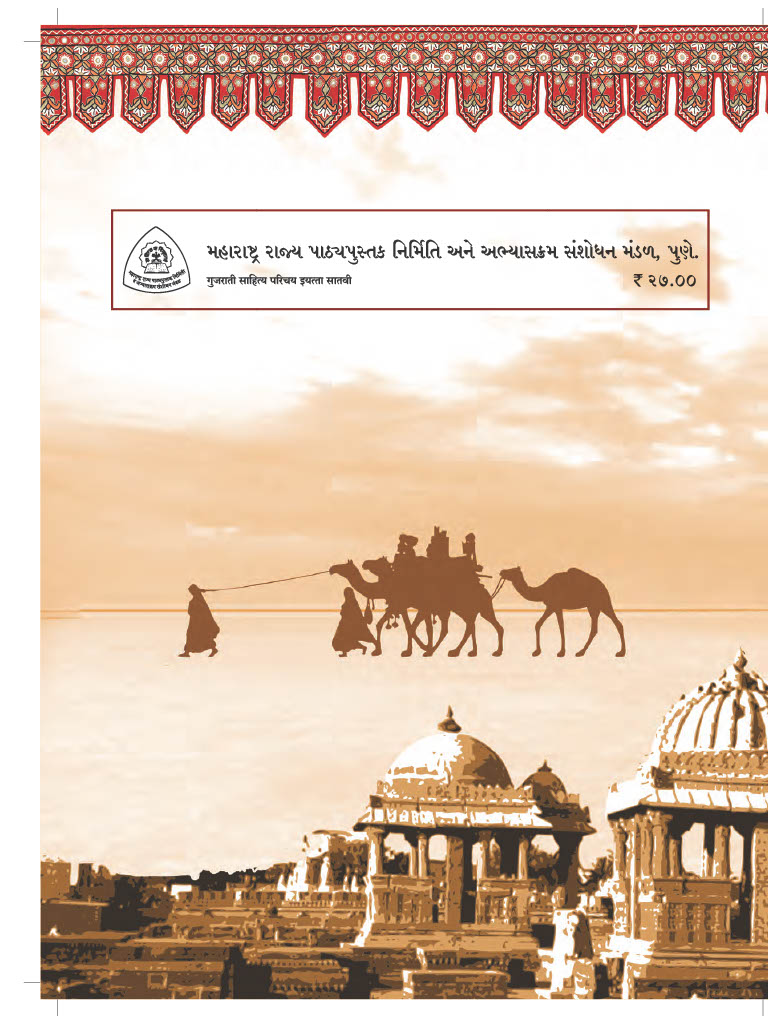 મહારાષ્ટ્ર રાજ્ય પાઠ્યપુસ્તક નિર્મિતિ અને અભ્યાસક્રમ સંશોધન મંડળ, પુણે.
गुजराती साहित्य परिचय इयत्ता सातवी
₹ ૨૭.૦૦